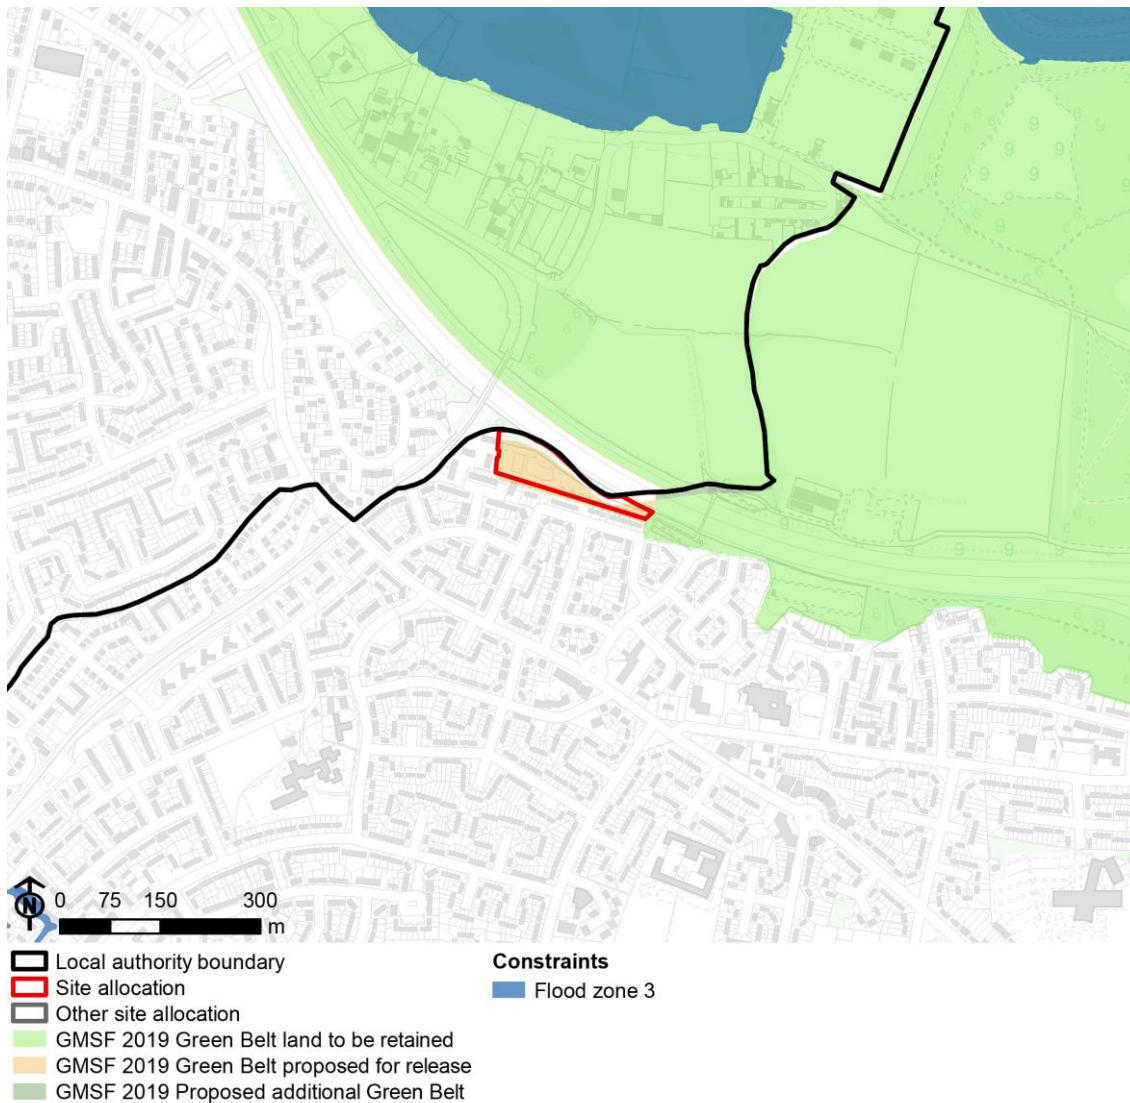 N
0 75 150 300
m
Local authority boundary
Site allocation
Other site allocation
GMSF 2019 Green Belt land to be retained
GMSF 2019 Green Belt proposed for release
GMSF 2019 Proposed additional Green Belt
Constraints
Flood zone 3